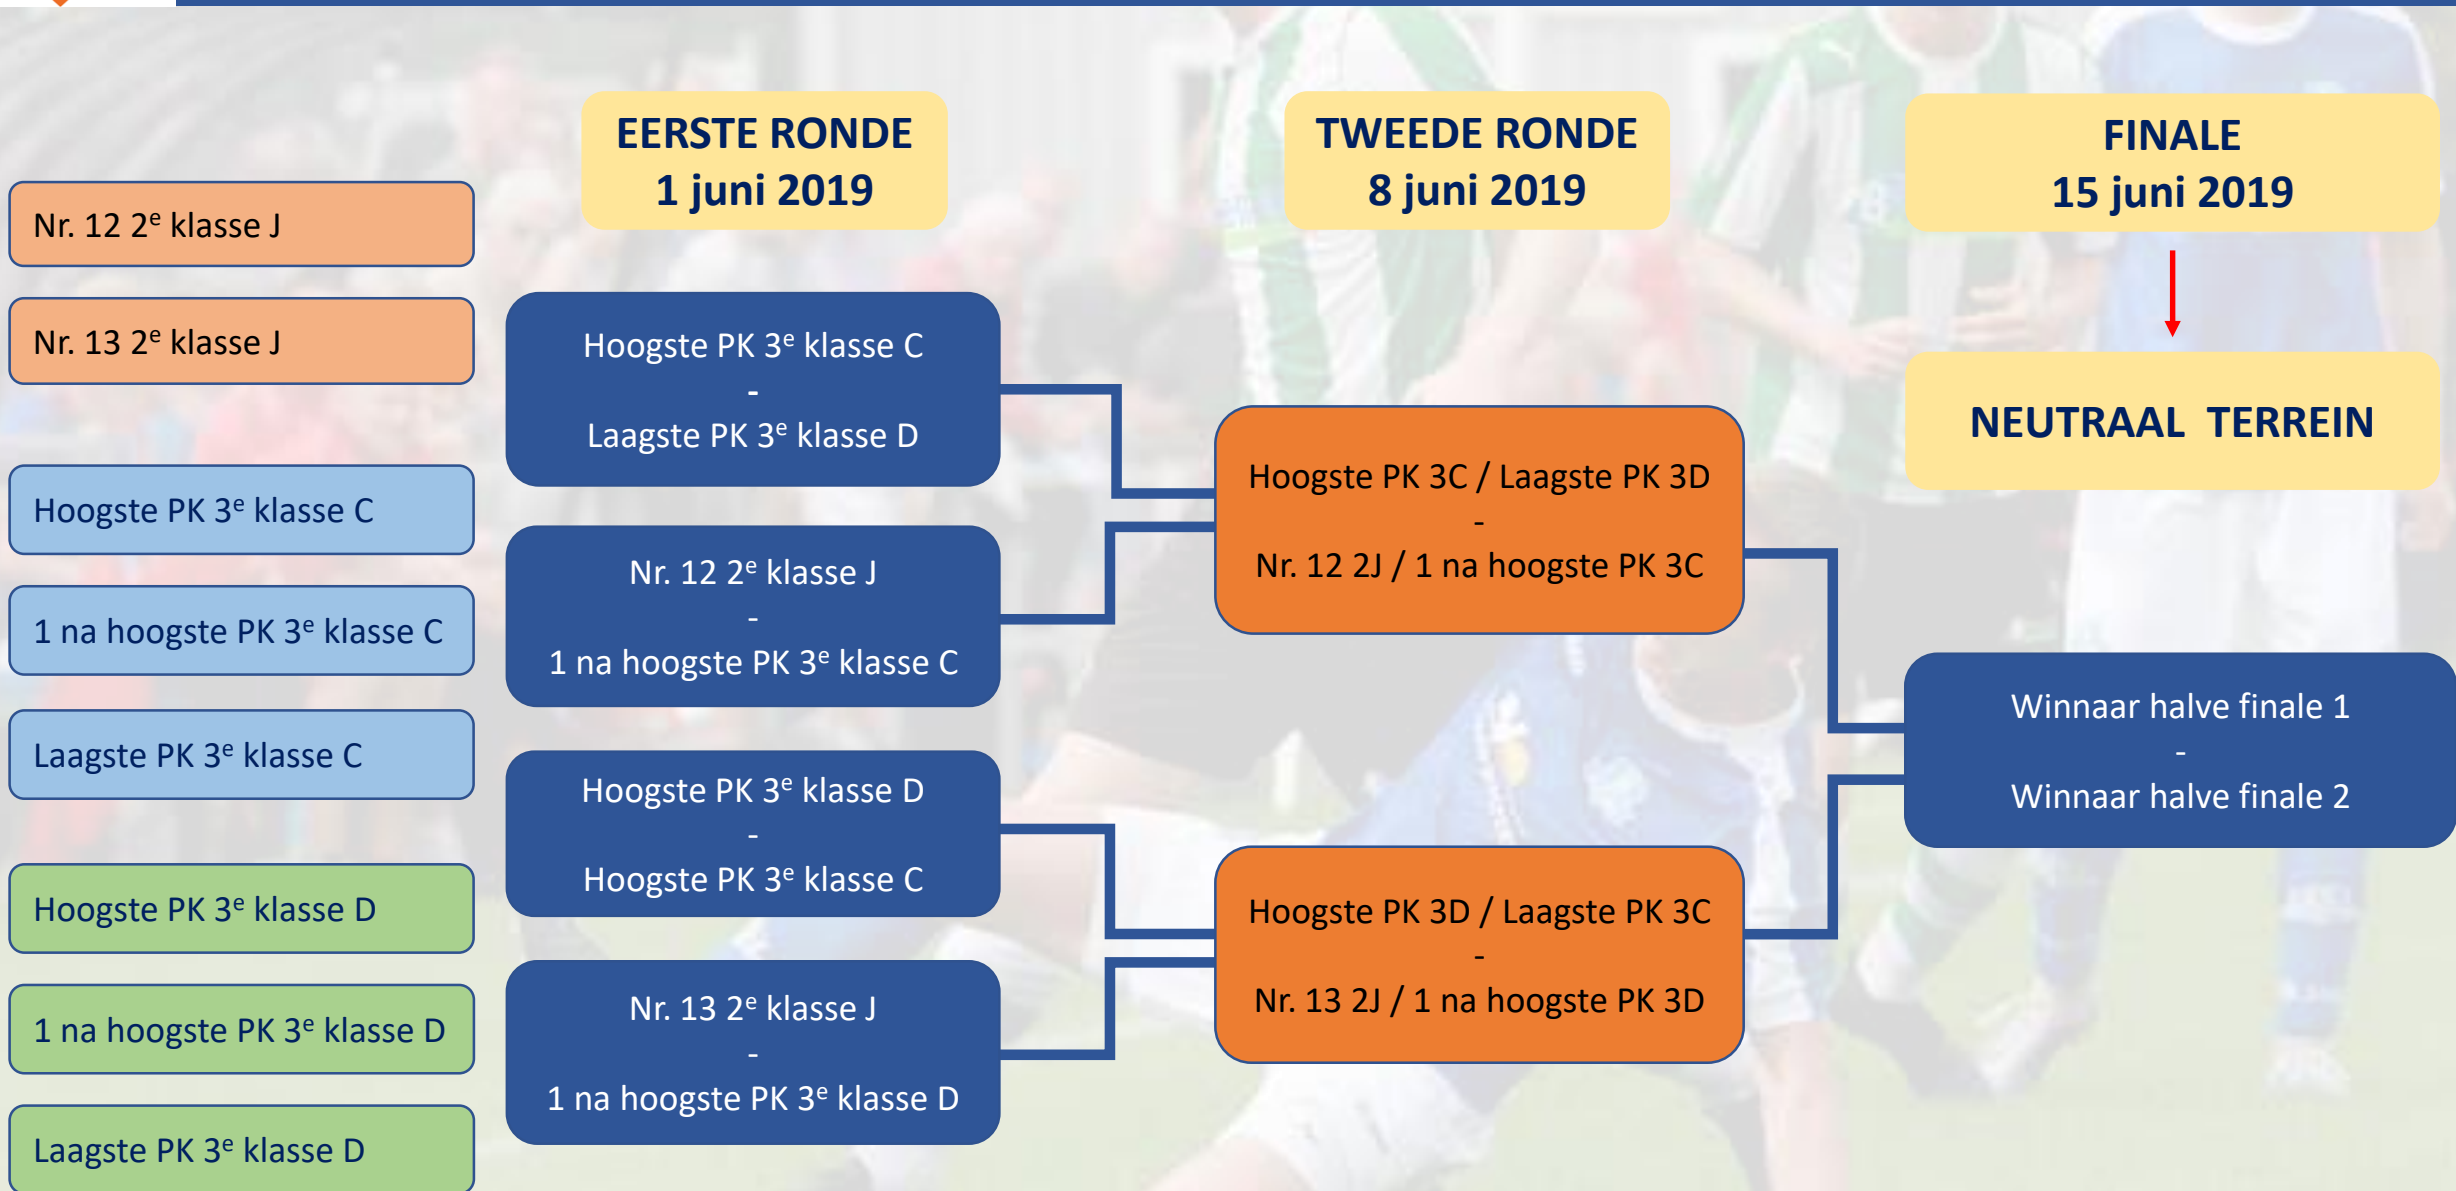 Nr. 12 2e klasse J
Nr. 13 2e klasse J
Hoogste PK 3e klasse C
1 na hoogste PK 3e klasse C
Laagste PK 3e klasse C
Hoogste PK 3e klasse D
1 na hoogste PK 3e klasse D
Laagste PK 3e klasse D
EERSTE RONDE
1 juni 2019
Hoogste PK 3e klasse C
-
Laagste PK 3e klasse D
Nr. 12 2e klasse J
-
1 na hoogste PK 3e klasse C
Hoogste PK 3e klasse D
-
Hoogste PK 3e klasse C
Nr. 13 2e klasse J
-
1 na hoogste PK 3e klasse D
TWEEDE RONDE
8 juni 2019
Hoogste PK 3C / Laagste PK 3D
-
Nr. 12 2J / 1 na hoogste PK 3C
Hoogste PK 3D / Laagste PK 3C
-
Nr. 13 2J / 1 na hoogste PK 3D
FINALE
15 juni 2019
NEUTRAAL TERREIN
Winnaar halve finale 1
-
Winnaar halve finale 2